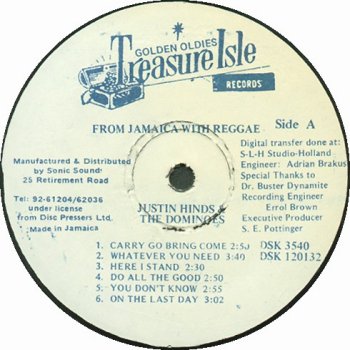 GOLDEN OLDIES
Treasure Isle
RECORDS
FROM JAMAICA WITH REGGAE
Side A
Manufactured & Distributed
by Sonic Sounds
25 Retirement Road
Tel: 92-61204/62036
under license
from Disc Pressers Ltd.
Made in Jamaica
Digital transfer done at:
S-L-H Studio-Holland
Engineer: Adrian Brakus
Special Thanks to
Dr. Buster Dynamite
Recording Engineer
Errol Brown
Executive Producer
S. E. Pottinger
JUSTIN HINDS &
THE DOMINOES
DSK 3540
DSK 120132
1. CARRY GO BRING COME 2:50
2. WHATEVER YOU NEED 3:40
3. HERE I STAND 2:30
4. DO ALL THE GOOD 2:50
5. YOU DON'T KNOW 2:55
6. ON THE LAST DAY 3:02